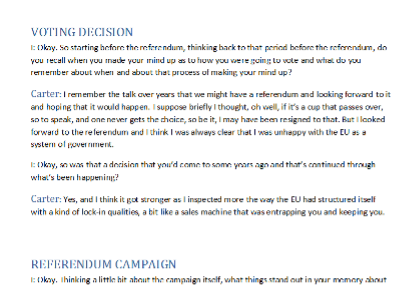 VOTING DECISION
I: Okay. So starting before the referendum, thinking back to that period before the referendum, do
you recall when you made your mind up as to how you were going to vote and what do you
remember about when and about that process of making your mind up?
Carter: I remember the talk over years that we might have a referendum and looking forward to it
and hoping that it would happen. I suppose briefly I thought, oh well, if it's a cup that passes over,
so to speak, and one never gets the choice, so be it, I may have been resigned to that. But I looked
forward to the referendum and I think I was always clear that I was unhappy with the EU as a
system of government.
I: Okay, so was that a decision that you'd come to some years ago and that's continued through
what's been happening?
Carter: Yes, and I think it got stronger as I inspected more the way the EU had structured itself
with a kind of lock-in qualities, a bit like a sales machine that was entrapping you and keeping you.
REFERENDUM CAMPAIGN
I: Okay. Thinking a little bit about the campaign itself, what things stand out in your memory about